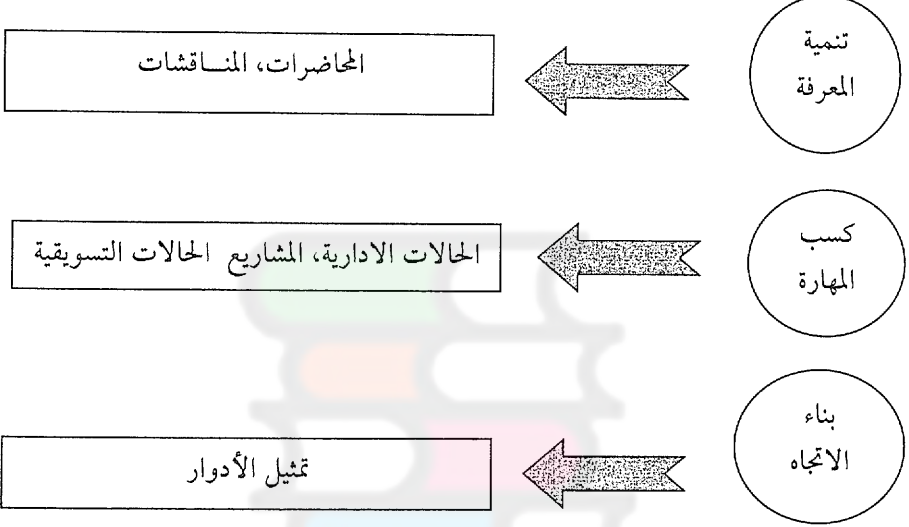 تنمية
المعرفة
المحاضرات، المناقشات
كسب
المهارة
الحالات الادارية، المشاريع الحالات التسويقية
بناء
الاتجاه
تمثيل الأدوار